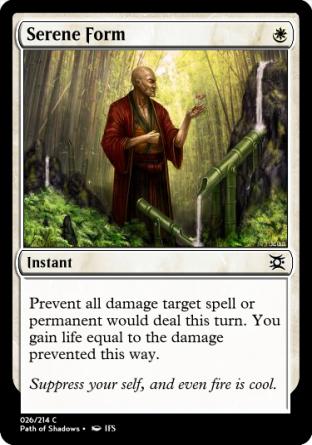 Serene Form
Instant
Prevent all damage target spell or
permanent would deal this turn. You
gain life equal to the damage
prevented this way.
Suppress your self, and even fire is cool.
026/214 C
Path of Shadows • IFS